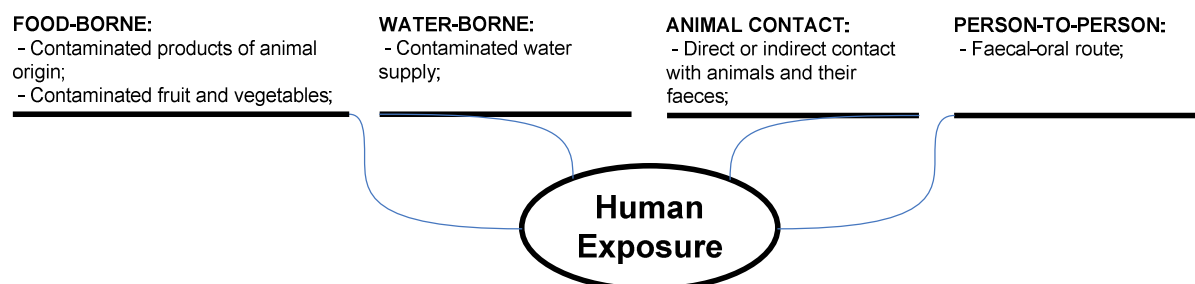 FOOD-BORNE:
- Contaminated products of animal
origin;
- Contaminated fruit and vegetables;
WATER-BORNE:
- Contaminated water
supply;
ANIMAL CONTACT:
- Direct or indirect contact
with animals and their
faeces;
PERSON-TO-PERSON:
- Faecal-oral route;
Human
Exposure